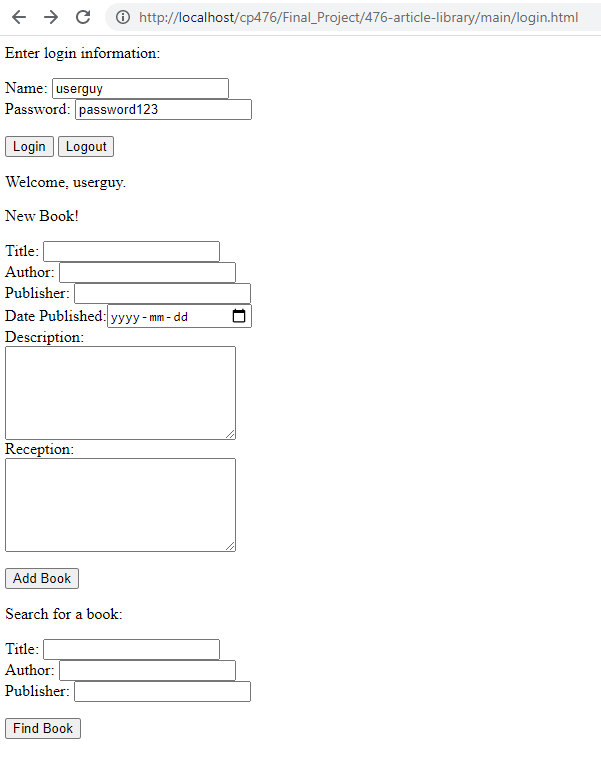 http://localhost/cp476/Final_Project/476-article-library/main/login.html
Enter login information:
Name: userguy
Password: password123
Login Logout
Welcome, userguy.
New Book!
Title:
Author:
Publisher:
Date Published: yyyy-mm-dd
Description:
Reception:
Add Book
Search for a book:
Title:
Author:
Publisher:
Find Book